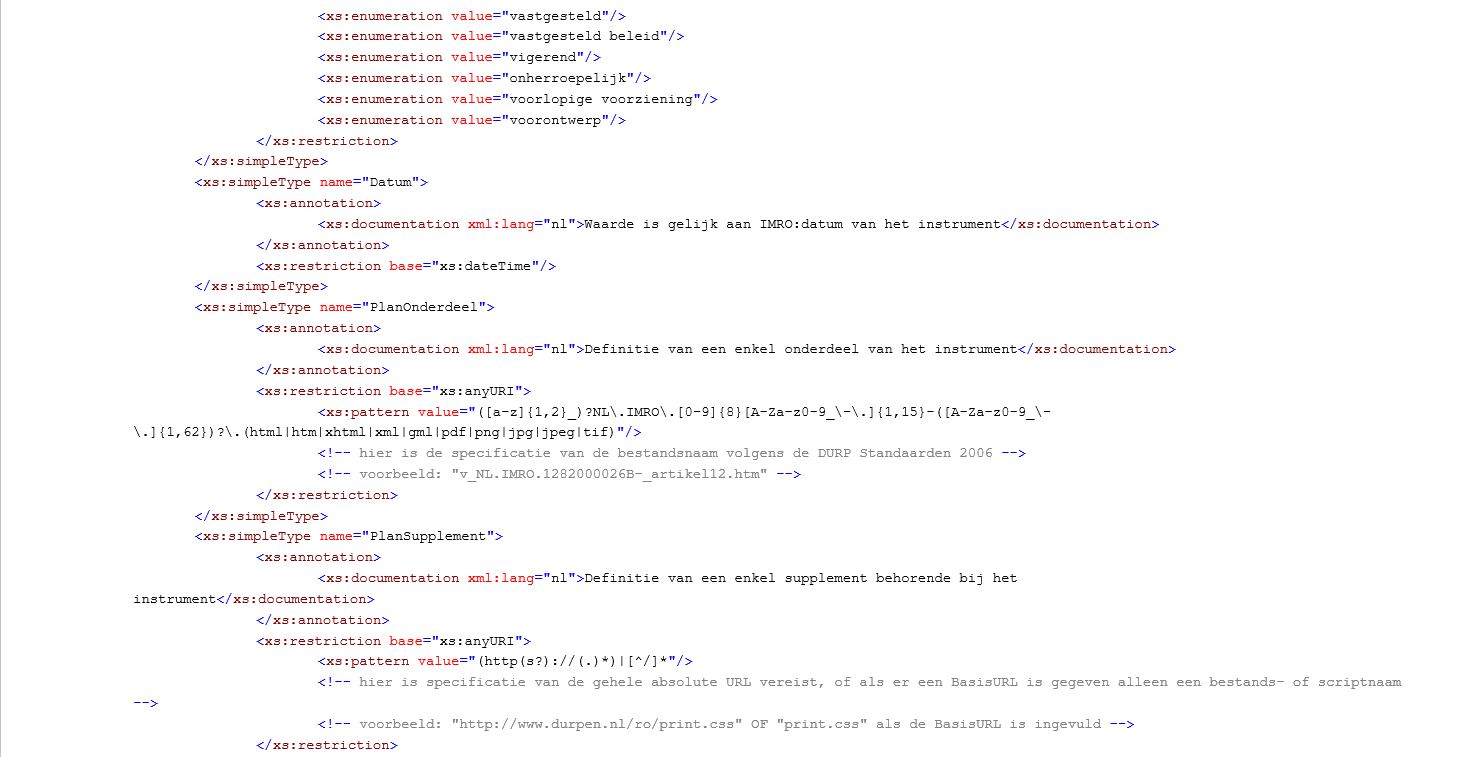 <xs:enumeration value="vastgesteld"/>
<xs:enumeration value="vastgesteld beleid"/>
<xs:enumeration value="vigerend"/>
<xs:enumeration value="onherroepelijk"/>
<xs:enumeration value="voorlopige voorziening"/>
<xs:enumeration value="voorontwerp"/>
</xs:restriction>
</xs:simpleType>
<xs:simpleType name="Datum">
<xs:annotation>
<xs:documentation xml:lang="nl">Waarde is gelijk aan IMRO:datum van het instrument</xs:documentation>
</xs:annotation>
<xs:restriction base="xs:dateTime"/>
</xs:simpleType>
<xs:simpleType name="PlanOnderdeel">
<xs:annotation>
<xs:documentation xml:lang="nl">Definitie van een enkel onderdeel van het instrument</xs:documentation>
</xs:annotation>
<xs:restriction base="xs:anyURI">
<xs:pattern value="([a-z]{1,2}_)?NL\.IMRO\.[0-9]{8}[A-Za-z0-9_\-\.]{1,15}-([A-Za-z0-9_\-
\.]{1,62})?\.(html|htm|xhtml|xml|gml|pdf|png|jpg|jpeg|tif)"/>
<!-- hier is de specificatie van de bestandsnaam volgens de DURP Standaarden 2006 -->
<!-- voorbeeld: "v_NL.IMRO.1282000026B-_artikel12.htm" -->
</xs:restriction>
</xs:simpleType>
<xs:simpleType name="PlanSupplement">
<xs:annotation>
<xs:documentation xml:lang="nl">Definitie van een enkel supplement behorende bij het
instrument</xs:documentation>
</xs:annotation>
<xs:restriction base="xs:anyURI">
<xs:pattern value="(http(s?)://(.)*)|[^/]*"/>
<!-- hier is specificatie van de gehele absolute URL vereist, of als er een BasisURL is gegeven alleen een bestands- of scriptnaam
-->
<!-- voorbeeld: "http://www.durpen.nl/ro/print.css" OF "print.css" als de BasisURL is ingevuld -->
</xs:restriction>